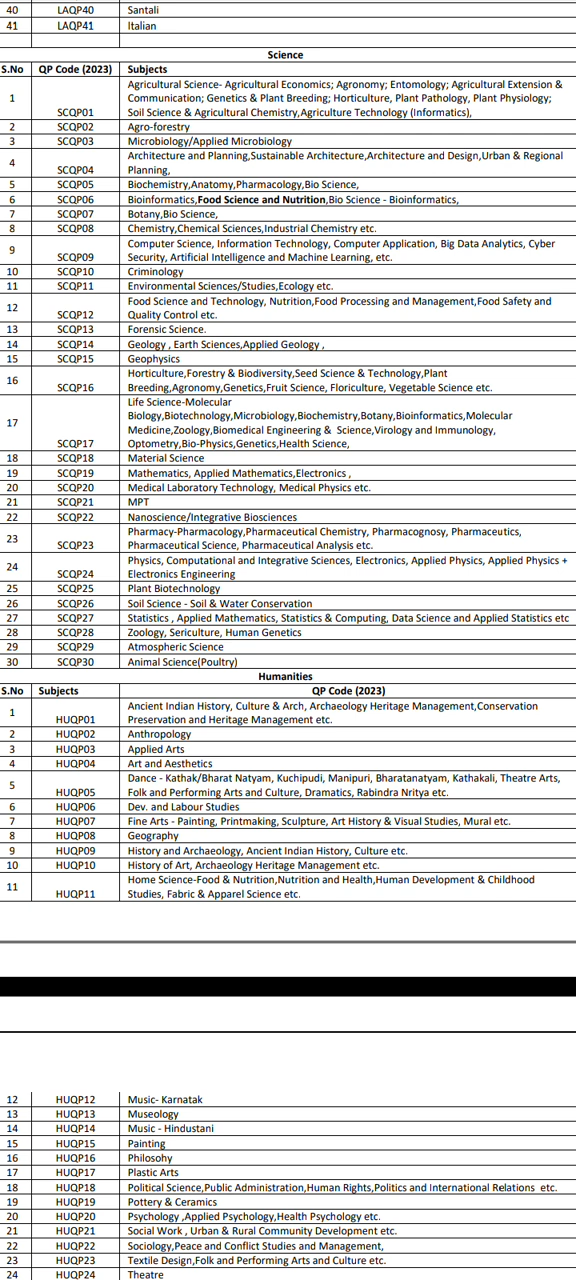 40 LAQP40 Santali
41 LAQP41 Italian
Science
S.No QP Code (2023) Subjects
Agricultural Science- Agricultural Economics; Agronomy; Entomology; Agricultural Extension &
1 Communication; Genetics & Plant Breeding; Horticulture, Plant Pathology, Plant Physiology;
SCQP01 Soil Science & Agricultural Chemistry,Agriculture Technology (Informatics),
2 SCQP02 Agro-forestry
3 SCQP03 Microbiology/Applied Microbiology
4 Architecture and Planning,Sustainable Architecture,Architecture and Design,Urban & Regional
SCQP04 Planning,
5 SCQP05 Biochemistry,Anatomy,Pharmacology,Bio Science,
6 SCQP06 Bioinformatics,Food Science and Nutrition,Bio Science - Bioinformatics,
7 SCQP07 Botany,Bio Science,
8 SCQP08 Chemistry,Chemical Sciences,Industrial Chemistry etc.
9 Computer Science, Information Technology, Computer Application, Big Data Analytics, Cyber
SCQP09 Security, Artificial Intelligence and Machine Learning, etc.
10 SCQP10 Criminology
11 SCQP11 Environmental Sciences/Studies,Ecology etc.
12 Food Science and Technology, Nutrition,Food Processing and Management,Food Safety and
SCQP12 Quality Control etc.
13 SCQP13 Forensic Science.
14 SCQP14 Geology , Earth Sciences,Applied Geology ,
15 SCQP15 Geophysics
16 Horticulture,Forestry & Biodiversity,Seed Science & Technology,Plant
SCQP16 Breeding,Agronomy,Genetics,Fruit Science, Floriculture, Vegetable Science etc.
Life Science-Molecular
17 Biology,Biotechnology,Microbiology,Biochemistry,Botany,Bioinformatics,Molecular
Medicine,Zoology,Biomedical Engineering & Science,Virology and Immunology,
SCQP17 Optometry,Bio-Physics,Genetics,Health Science,
18 SCQP18 Material Science
19 SCQP19 Mathematics, Applied Mathematics,Electronics ,
20 SCQP20 Medical Laboratory Technology, Medical Physics etc.
21 SCQP21 MPT
22 SCQP22 Nanoscience/Integrative Biosciences
23 Pharmacy-Pharmacology,Pharmaceutical Chemistry, Pharmacognosy, Pharmaceutics,
SCQP23 Pharmaceutical Science, Pharmaceutical Analysis etc.
24 Physics, Computational and Integrative Sciences, Electronics, Applied Physics, Applied Physics +
SCQP24 Electronics Engineering
25 SCQP25 Plant Biotechnology
26 SCQP26 Soil Science - Soil & Water Conservation
27 SCQP27 Statistics , Applied Mathematics, Statistics & Computing, Data Science and Applied Statistics etc
28 SCQP28 Zoology, Sericulture, Human Genetics
29 SCQP29 Atmospheric Science
30 SCQP30 Animal Science(Poultry)
Humanities
S.No Subjects QP Code (2023)
1 Ancient Indian History, Culture & Arch, Archaeology Heritage Management,Conservation
HUQP01 Preservation and Heritage Management etc.
2 HUQP02 Anthropology
3 HUQP03 Applied Arts
4 HUQP04 Art and Aesthetics
5 Dance - Kathak/Bharat Natyam, Kuchipudi, Manipuri, Bharatanatyam, Kathakali, Theatre Arts,
HUQP05 Folk and Performing Arts and Culture, Dramatics, Rabindra Nritya etc.
6 HUQP06 Dev. and Labour Studies
7 HUQP07 Fine Arts - Painting, Printmaking, Sculpture, Art History & Visual Studies, Mural etc.
8 HUQP08 Geography
9 HUQP09 History and Archaeology, Ancient Indian History, Culture etc.
10 HUQP10 History of Art, Archaeology Heritage Management etc.
11 Home Science-Food & Nutrition,Nutrition and Health,Human Development & Childhood
HUQP11 Studies, Fabric & Apparel Science etc.
12 HUQP12 Music- Karnatak
13 HUQP13 Museology
14 HUQP14 Music - Hindustani
15 HUQP15 Painting
16 HUQP16 Philosohy
17 HUQP17 Plastic Arts
18 HUQP18 Political Science,Public Administration,Human Rights,Politics and International Relations etc.
19 HUQP19 Pottery & Ceramics
20 HUQP20 Psychology ,Applied Psychology,Health Psychology etc.
21 HUQP21 Social Work , Urban & Rural Community Development etc.
22 HUQP22 Sociology,Peace and Conflict Studies and Management,
23 HUQP23 Textile Design,Folk and Performing Arts and Culture etc.
24 HUQP24 Theatre